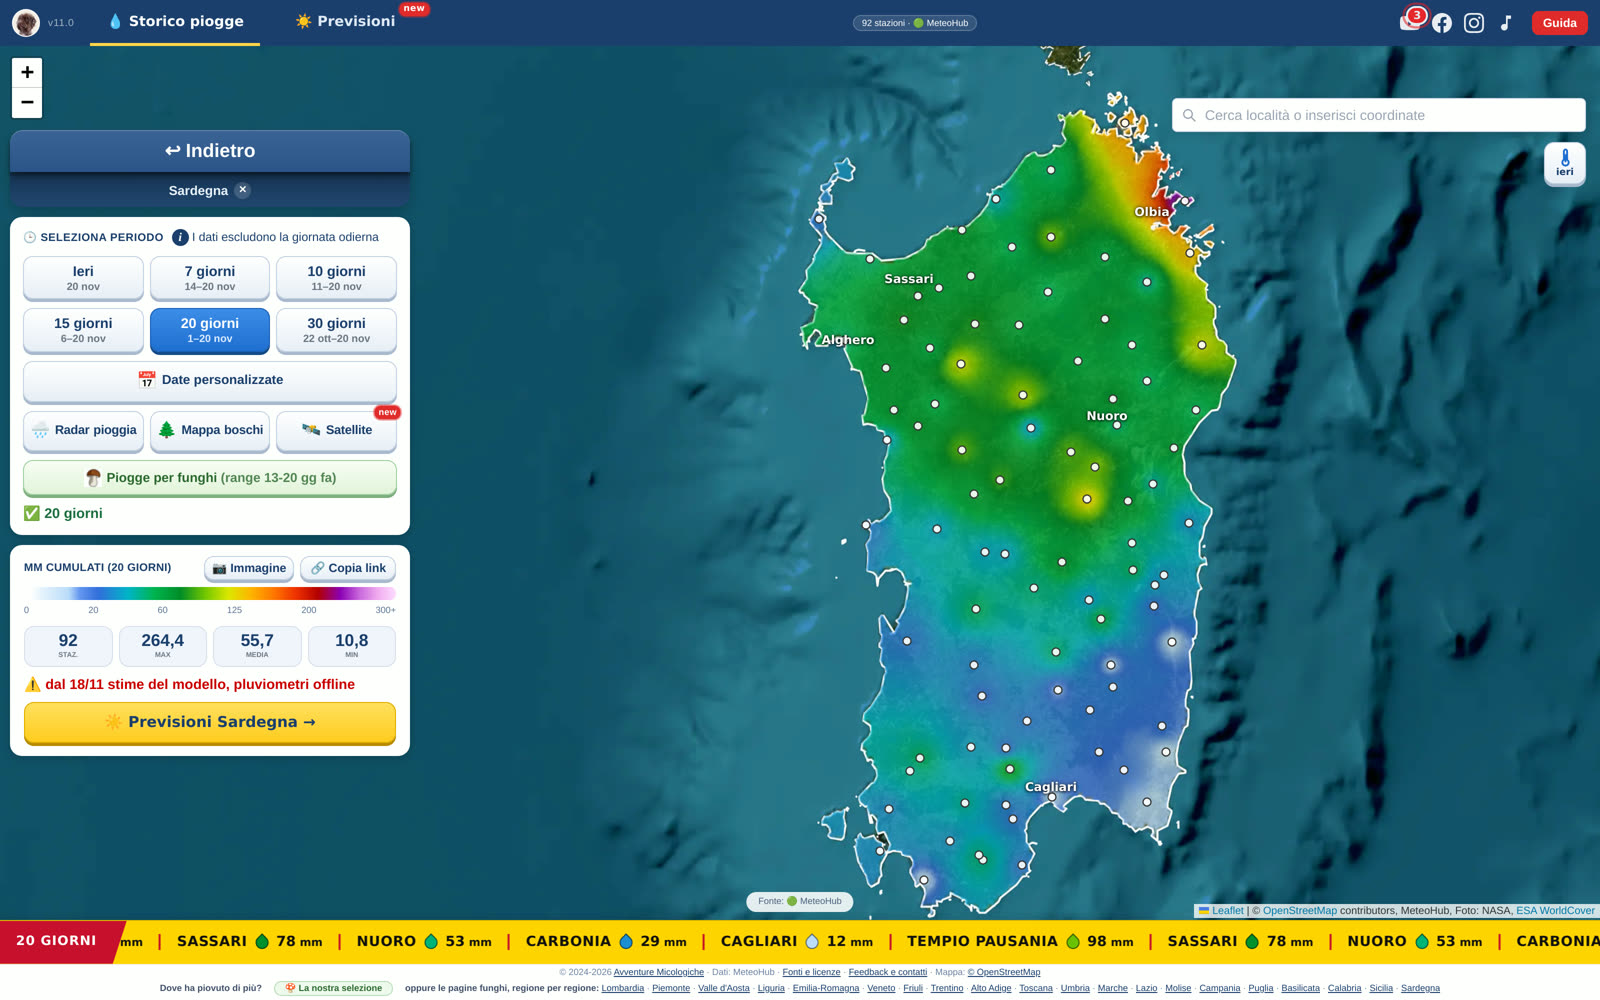 v11.0
💧 Storico piogge
☀️ Previsioni
new
92 stazioni · 🟢 MeteoHub
3
Guida
+
−
Cerca località o inserisci coordinate
ieri
↩ Indietro
Sardegna ✕
🕒 SELEZIONA PERIODO i I dati escludono la giornata odierna
Ieri
20 nov
7 giorni
14–20 nov
10 giorni
11–20 nov
15 giorni
6–20 nov
20 giorni
1–20 nov
30 giorni
22 ott–20 nov
📅 Date personalizzate
new
🌧️ Radar pioggia
🌲 Mappa boschi
🛰️ Satellite
🍄 Piogge per funghi (range 13-20 gg fa)
✅ 20 giorni
MM CUMULATI (20 GIORNI)
📷 Immagine
🔗 Copia link
0 20 60 125 200 300+
92
STAZ.
264,4
MAX
55,7
MEDIA
10,8
MIN
⚠️ dal 18/11 stime del modello, pluviometri offline
☀️ Previsioni Sardegna →
Olbia
Sassari
Alghero
Nuoro
Cagliari
Fonte: 🟢 MeteoHub
Leaflet | © OpenStreetMap contributors, MeteoHub, Foto: NASA, ESA WorldCover
20 GIORNI
mm | SASSARI 78 mm | NUORO 53 mm | CARBONIA 29 mm | CAGLIARI 12 mm | TEMPIO PAUSANIA 98 mm | SASSARI 78 mm | NUORO 53 mm | CARBONIA
© 2024-2026 Avventure Micologiche · Dati: MeteoHub · Fonti e licenze · Feedback e contatti · Mappa: © OpenStreetMap
Dove ha piovuto di più? 🍄 La nostra selezione oppure le pagine funghi, regione per regione: Lombardia · Piemonte · Valle d'Aosta · Liguria · Emilia-Romagna · Veneto · Friuli · Trentino · Alto Adige · Toscana · Umbria · Marche · Lazio · Molise · Campania · Puglia · Basilicata · Calabria · Sicilia · Sardegna